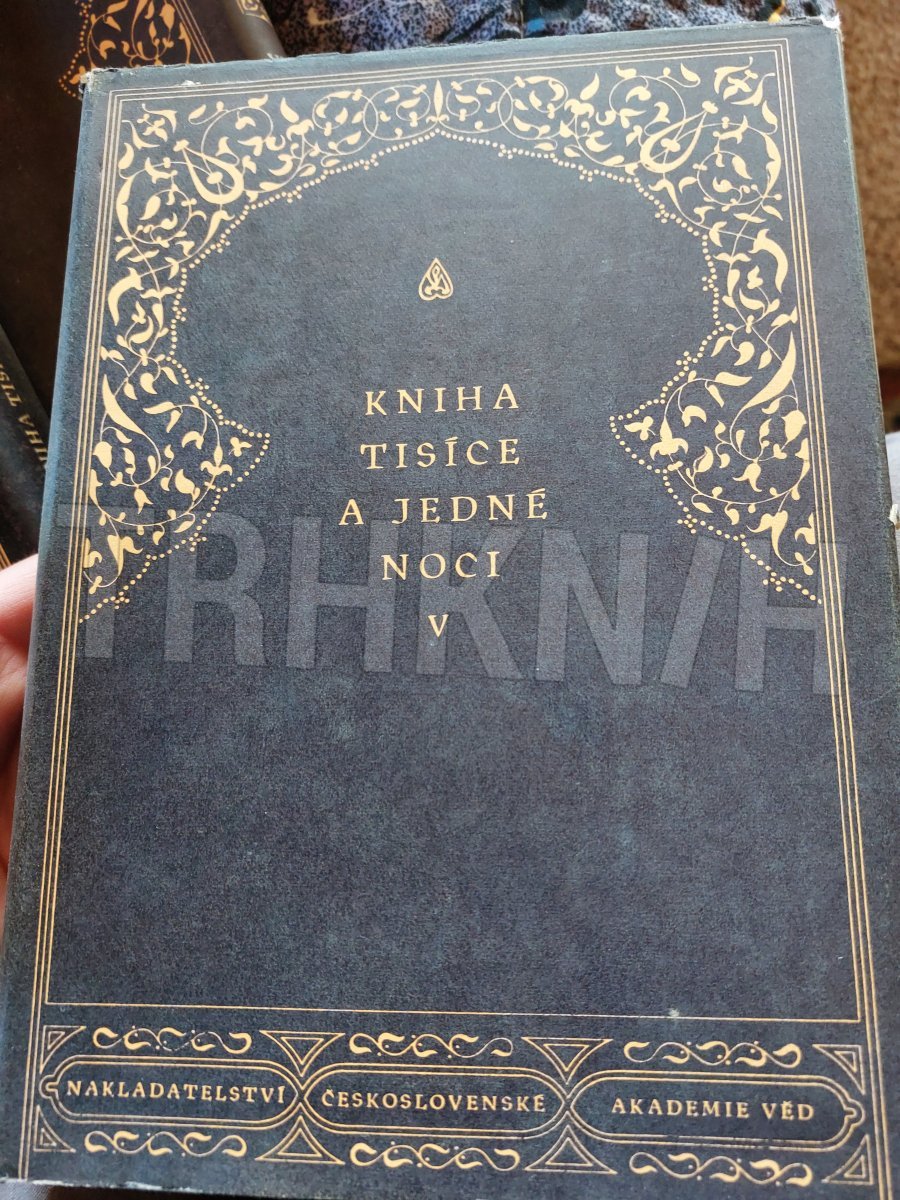 KNIHA
TISÍCE
A JEDNÉ
NOCI
V
TRHKNIH
NAKLADATELSTVÍ ČESKOSLOVENSKÉ AKADEMIE VĚD